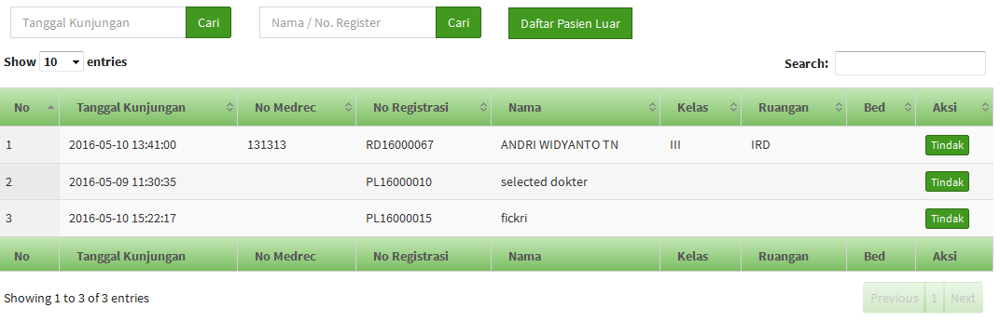 Tanggal Kunjungan Cari Nama / No. Register Cari Daftar Pasien Luar
Show 10 entries Search:
No Tanggal Kunjungan No Medrec No Registrasi Nama Kelas Ruangan Bed Aksi
1 2016-05-10 13:41:00 131313 RD16000067 ANDRI WIDYANTO TN III IRD Tindak
2 2016-05-09 11:30:35 PL16000010 selected dokter Tindak
3 2016-05-10 15:22:17 PL16000015 fickri Tindak
No Tanggal Kunjungan No Medrec No Registrasi Nama Kelas Ruangan Bed Aksi
Showing 1 to 3 of 3 entries Previous 1 Next